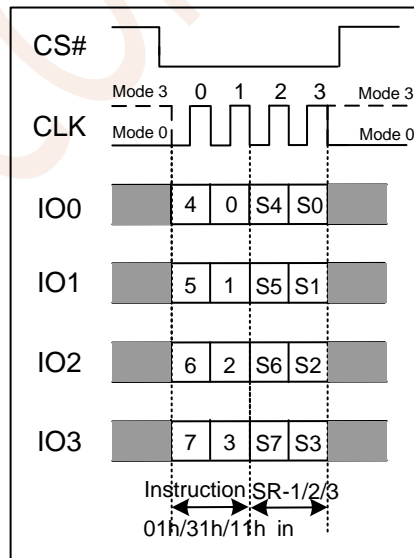 CS#
Mode 3 0 1 2 3 Mode 3
CLK
Mode 0 Mode 0
IO0 4 0 S4 S0
IO1 5 1 S5 S1
IO2 6 2 S6 S2
IO3 7 3 S7 S3
Instruction SR-1/2/3
01h/31h/11h in